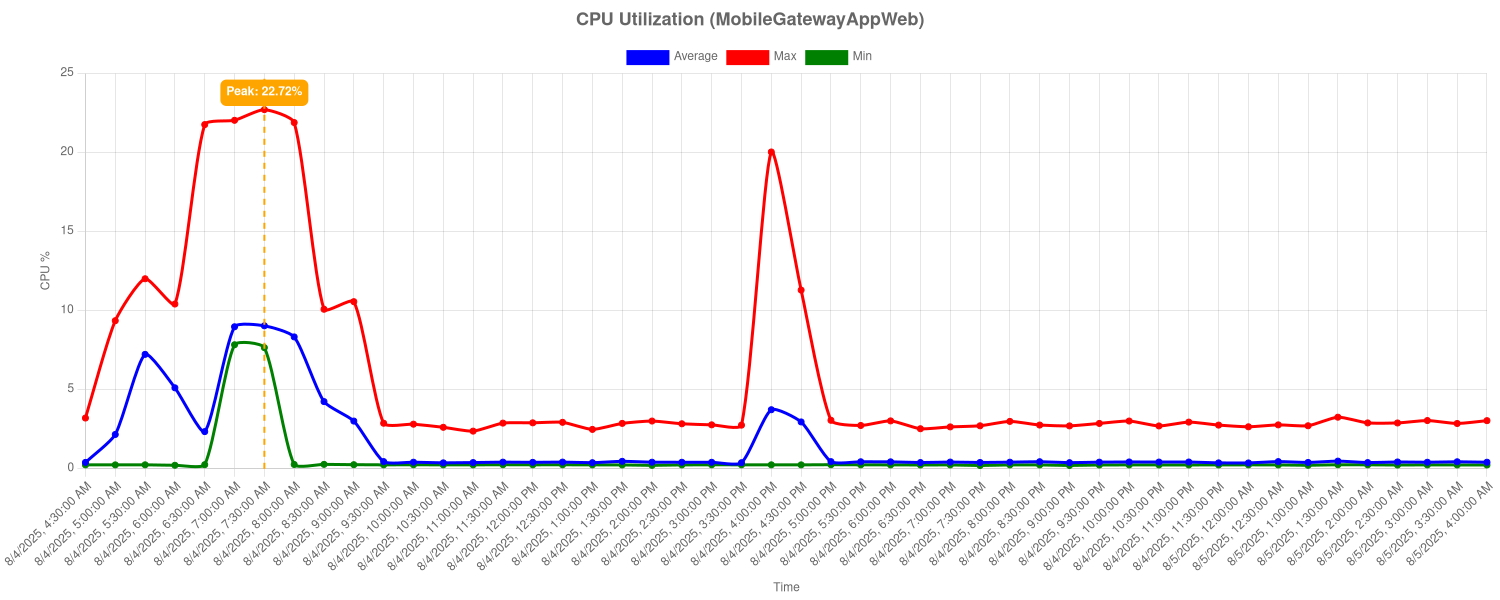 CPU Utilization (MobileGatewayAppWeb)
Average Max Min
25
Peak: 22.72%
20
15
10
5
0
CPU %
8/4/2025, 4:30:00 AM
8/4/2025, 5:00:00 AM
8/4/2025, 5:30:00 AM
8/4/2025, 6:00:00 AM
8/4/2025, 6:30:00 AM
8/4/2025, 7:00:00 AM
8/4/2025, 7:30:00 AM
8/4/2025, 8:00:00 AM
8/4/2025, 8:30:00 AM
8/4/2025, 9:00:00 AM
8/4/2025, 9:30:00 AM
8/4/2025, 10:00:00 AM
8/4/2025, 10:30:00 AM
8/4/2025, 11:00:00 AM
8/4/2025, 11:30:00 AM
8/4/2025, 12:00:00 PM
8/4/2025, 12:30:00 PM
8/4/2025, 1:00:00 PM
8/4/2025, 1:30:00 PM
8/4/2025, 2:00:00 PM
8/4/2025, 2:30:00 PM
8/4/2025, 3:00:00 PM
8/4/2025, 3:30:00 PM
8/4/2025, 4:00:00 PM
8/4/2025, 4:30:00 PM
8/4/2025, 5:00:00 PM
8/4/2025, 5:30:00 PM
8/4/2025, 6:00:00 PM
8/4/2025, 6:30:00 PM
8/4/2025, 7:00:00 PM
8/4/2025, 7:30:00 PM
8/4/2025, 8:00:00 PM
8/4/2025, 8:30:00 PM
8/4/2025, 9:00:00 PM
8/4/2025, 9:30:00 PM
8/4/2025, 10:00:00 PM
8/4/2025, 10:30:00 PM
8/4/2025, 11:00:00 PM
8/4/2025, 11:30:00 PM
8/5/2025, 12:00:00 AM
8/5/2025, 12:30:00 AM
8/5/2025, 1:00:00 AM
8/5/2025, 1:30:00 AM
8/5/2025, 2:00:00 AM
8/5/2025, 2:30:00 AM
8/5/2025, 3:00:00 AM
8/5/2025, 3:30:00 AM
8/5/2025, 4:00:00 AM
Time